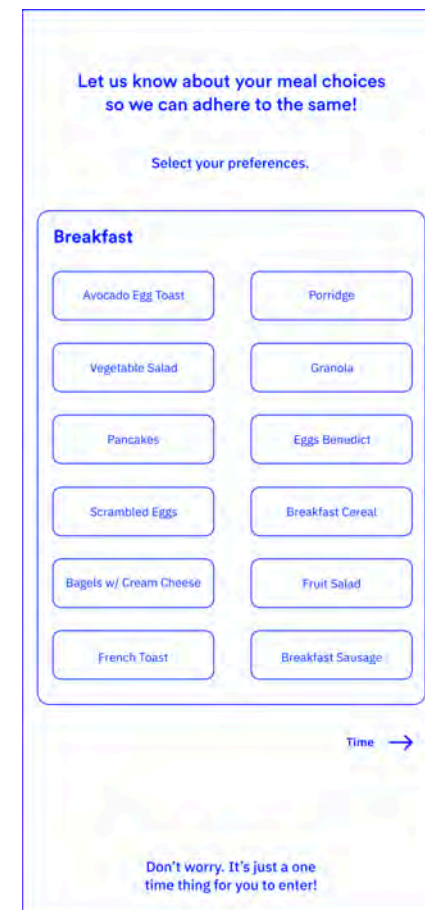 Let us know about your meal choices
so we can adhere to the same!
Select your preferences.
Breakfast
Avocado Egg Toast
Porridge
Vegetable Salad
Granola
Pancakes
Eggs Benedict
Scrambled Eggs
Breakfast Cereal
Bagels w/ Cream Cheese
Fruit Salad
French Toast
Breakfast Sausage
Time →
Don't worry. It's just a one
time thing for you to enter!